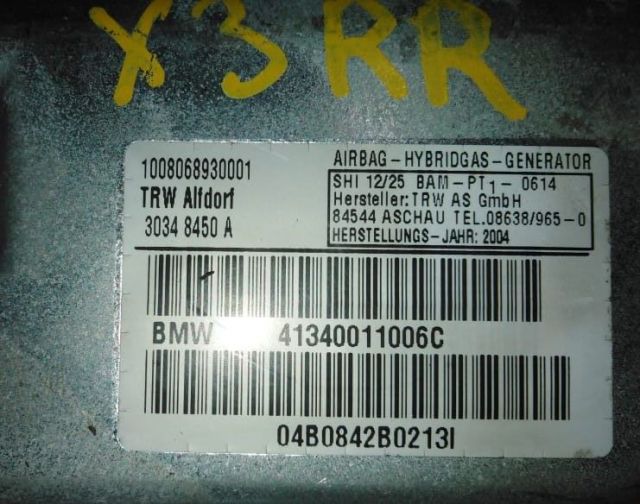 X3 RR
1008068930001
TRW Alfdorf
3034 8450 A
AIRBAG-HYBRIDGAS-GENERATOR
SHI 12/25 BAM-PT1-0614
Hersteller:TRW AS GmbH
84544 ASCHAU TEL.08638/965-0
HERSTELLUNGS-JAHR: 2004
BMW 41340011006C
04B0842B0213I